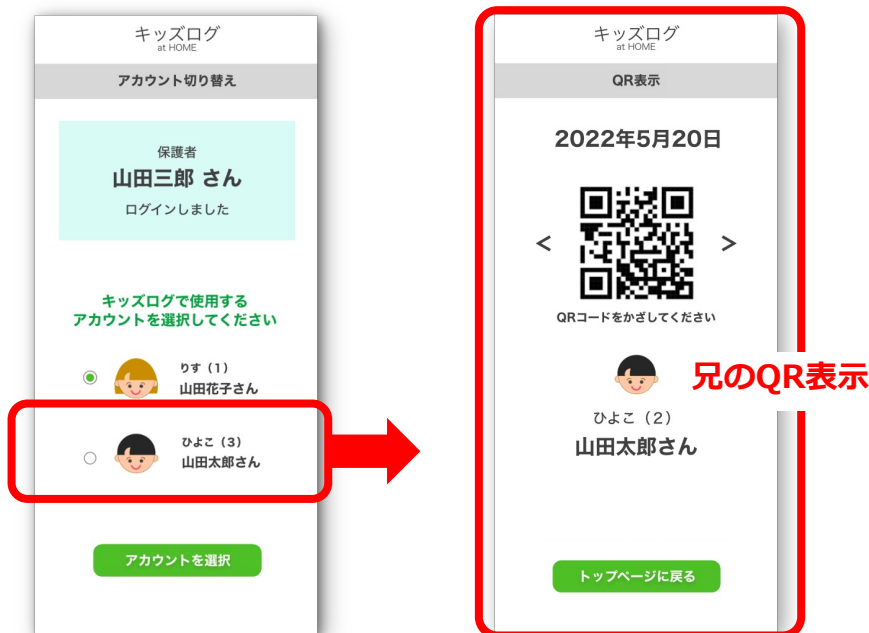 キッズログ
at HOME
アカウント切り替え
保護者
山田三郎 さん
ログインしました
キッズログで使用する
アカウントを選択してください
りす（1）
山田花子さん
ひよこ（3）
山田太郎さん
アカウントを選択
キッズログ
at HOME
QR表示
2022年5月20日
< >
QRコードをかざしてください
兄のQR表示
ひよこ（2）
山田太郎さん
トップページに戻る